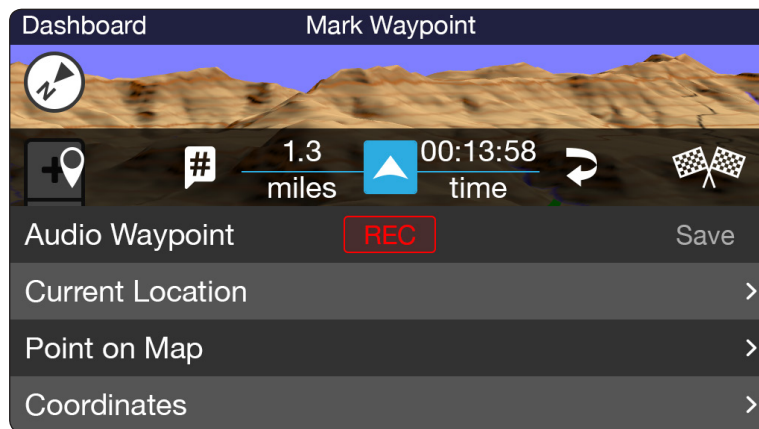 Dashboard Mark Waypoint
N
# 1.3 miles 00:13:58 time
Audio Waypoint REC Save
Current Location
Point on Map
Coordinates